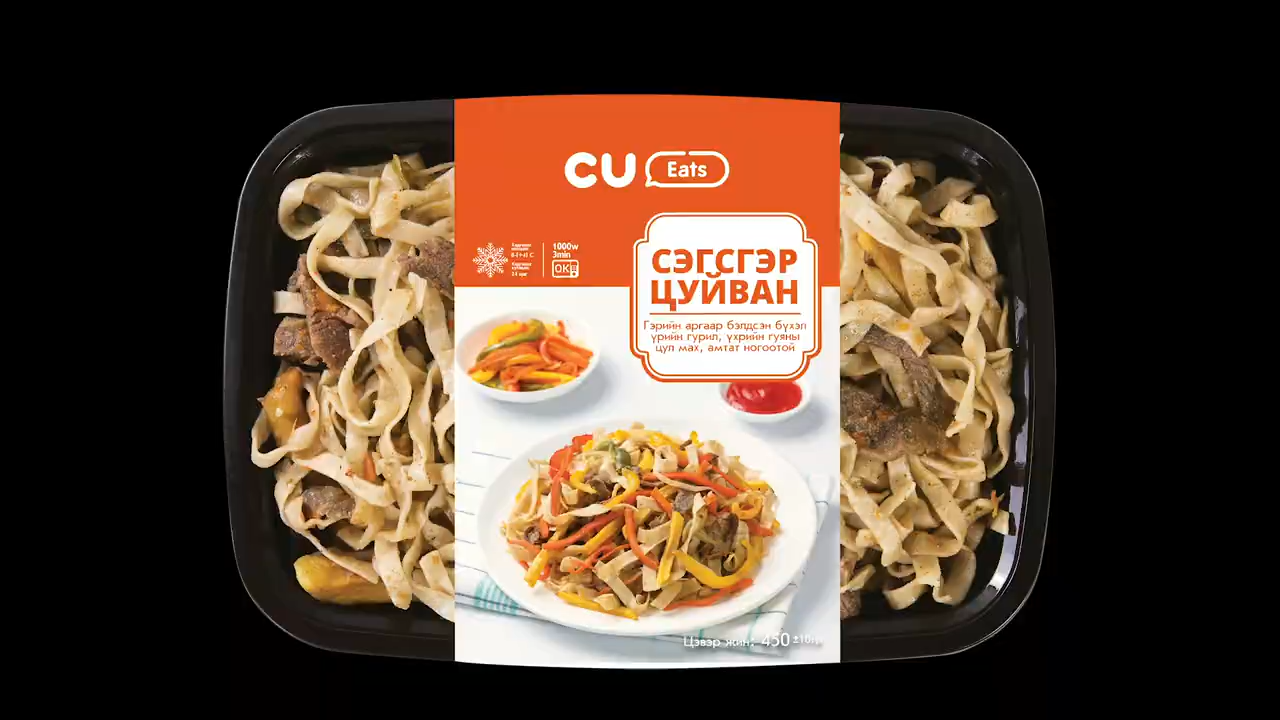 CU Eats
1000w
3min
OK
СЭГСГЭР
ЦУЙВАН
Гэрийн аргаар бэлдсэн бүхэл
үрийн гурил, үхрийн гуяны
цул мах, амтат ногоотой
Цэвэр жин: 450 ±10гр